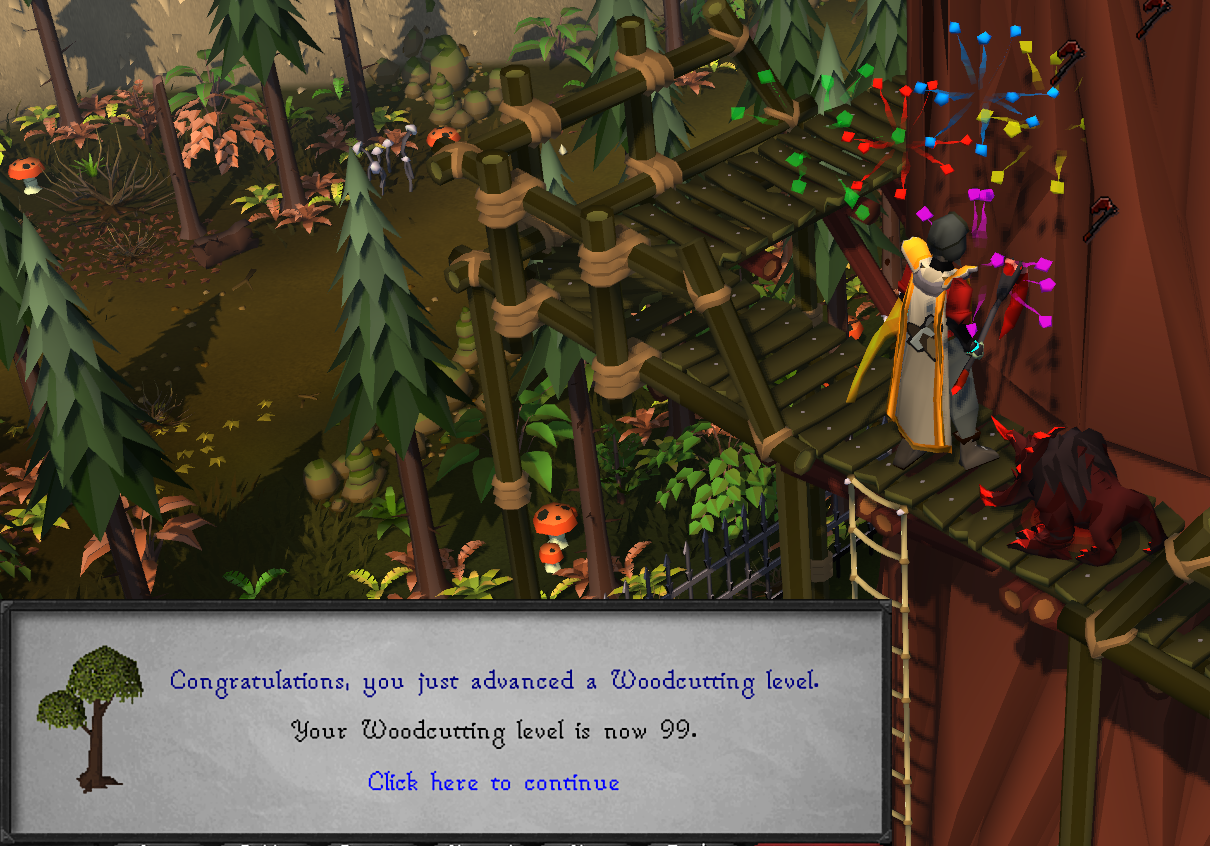 Congratulations, you just advanced a Woodcutting level.
Your Woodcutting level is now 99.
Click here to continue